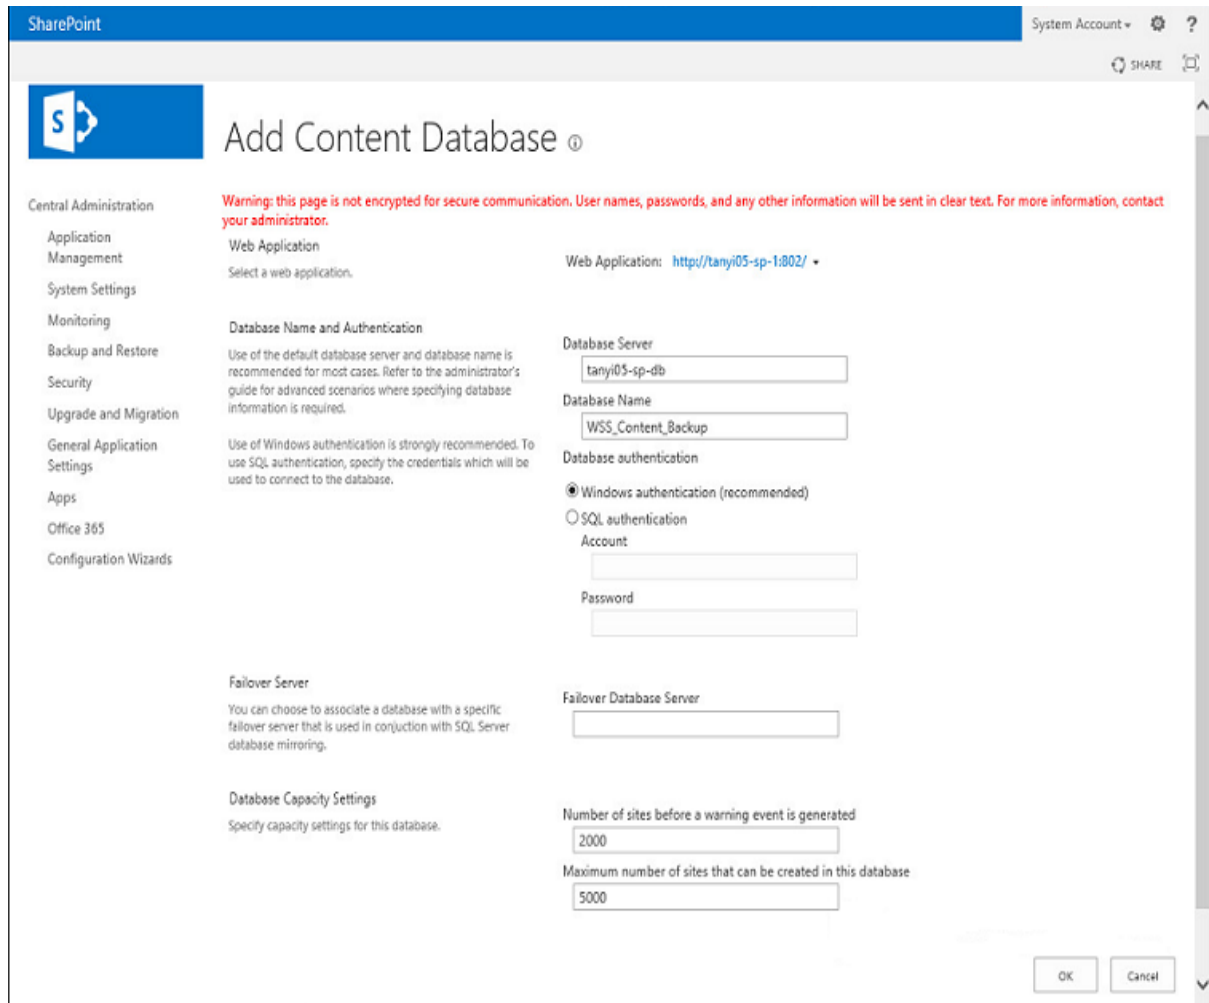 SharePoint
System Account
?
SHARE
S
Add Content Database
Central Administration
Application
Management
System Settings
Monitoring
Backup and Restore
Security
Upgrade and Migration
General Application
Settings
Apps
Office 365
Configuration Wizards
Warning: this page is not encrypted for secure communication. User names, passwords, and any other information will be sent in clear text. For more information, contact
your administrator.
Web Application
Select a web application.
Web Application: http://tanyi05-sp-1:802/
Database Name and Authentication
Use of the default database server and database name is
recommended for most cases. Refer to the administrator's
guide for advanced scenarios where specifying database
information is required.
Use of Windows authentication is strongly recommended. To
use SQL authentication, specify the credentials which will be
used to connect to the database.
Database Server
tanyi05-sp-db
Database Name
WSS_Content_Backup
Database authentication
Windows authentication (recommended)
SQL authentication
Account
Password
Failover Server
You can choose to associate a database with a specific
failover server that is used in conjuction with SQL Server
database mirroring.
Failover Database Server
Database Capacity Settings
Specify capacity settings for this database.
Number of sites before a warning event is generated
2000
Maximum number of sites that can be created in this database
5000
OK
Cancel